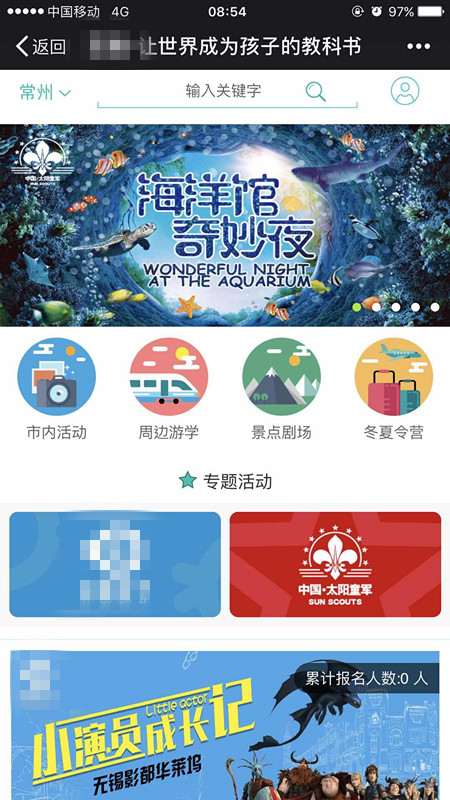 中国移动 4G 08:54 97%
返回 让世界成为孩子的教科书
常州 输入关键字
中国·太阳童军
SUN SCOUTS
海洋馆
奇妙夜
WONDERFUL NIGHT
AT THE AQUARIUM
市内活动 周边游学 景点剧场 冬夏令营
专题活动
中国·太阳童军
SUN SCOUTS
累计报名人数:0 人
Little actor
小演员成长记
无锡影都华莱坞